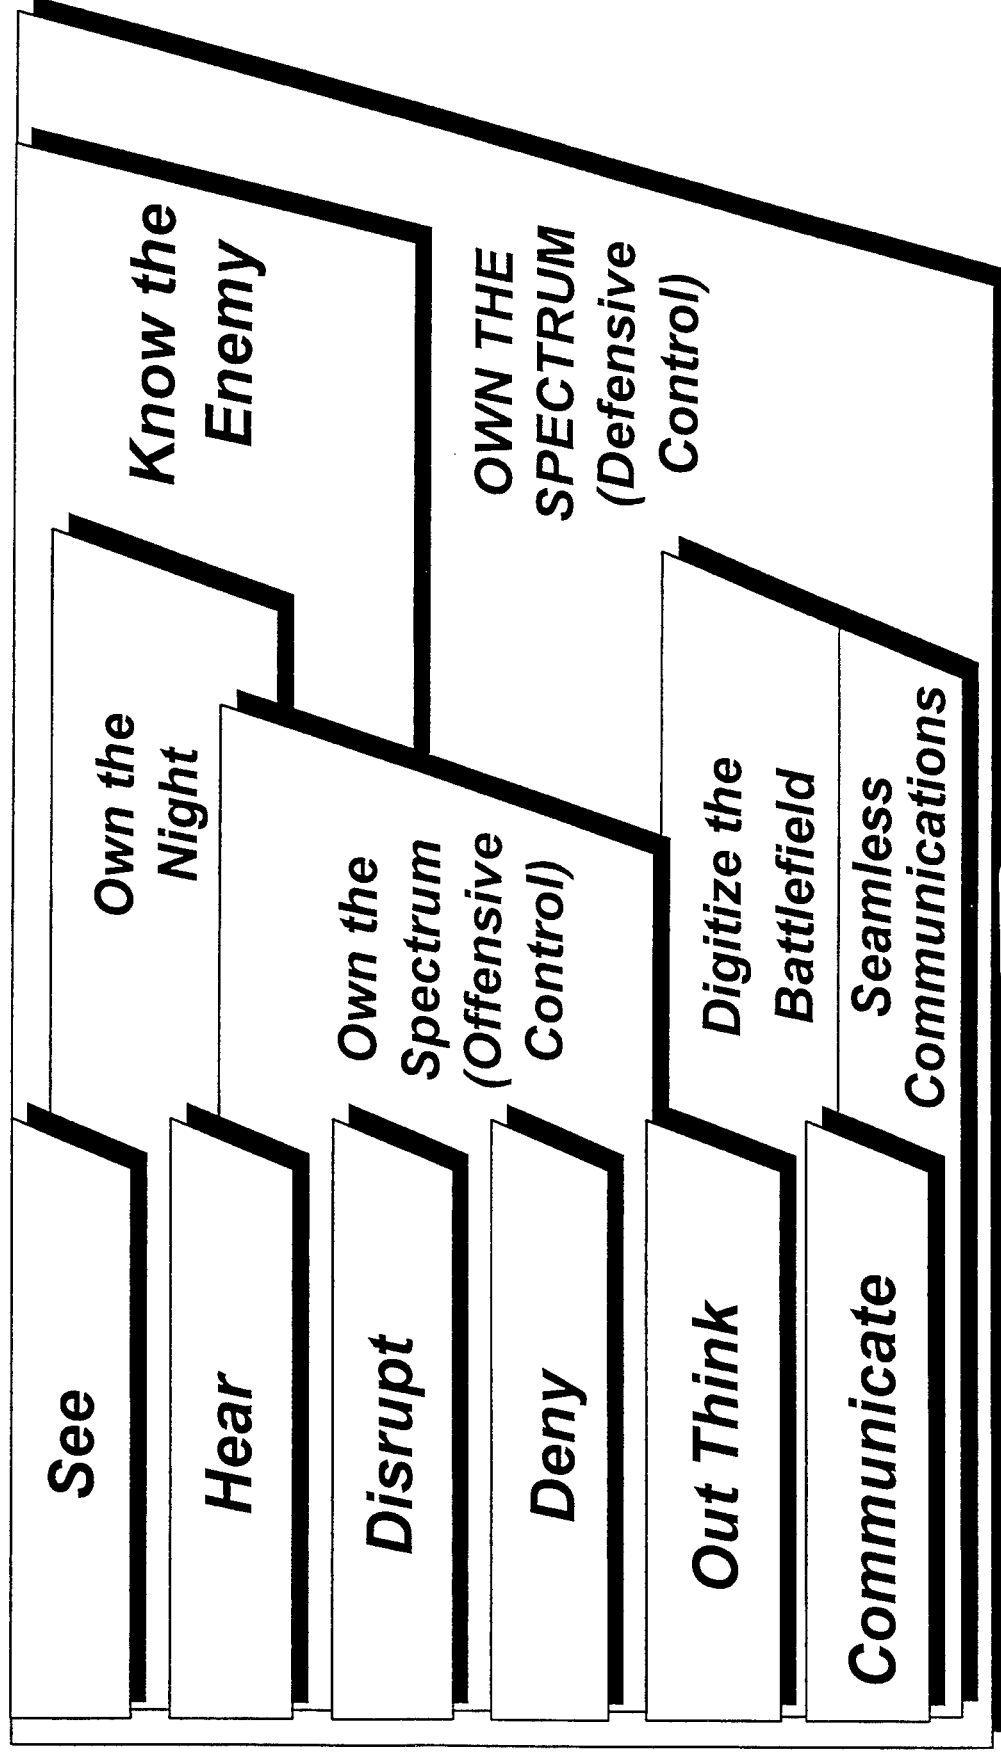 See
Hear
Disrupt
Deny
Out Think
Communicate
Own the
Night
Own the
Spectrum
(Offensive
Control)
Digitize the
Battlefield
Seamless
Communications
Know the
Enemy
OWN THE
SPECTRUM
(Defensive
Control)